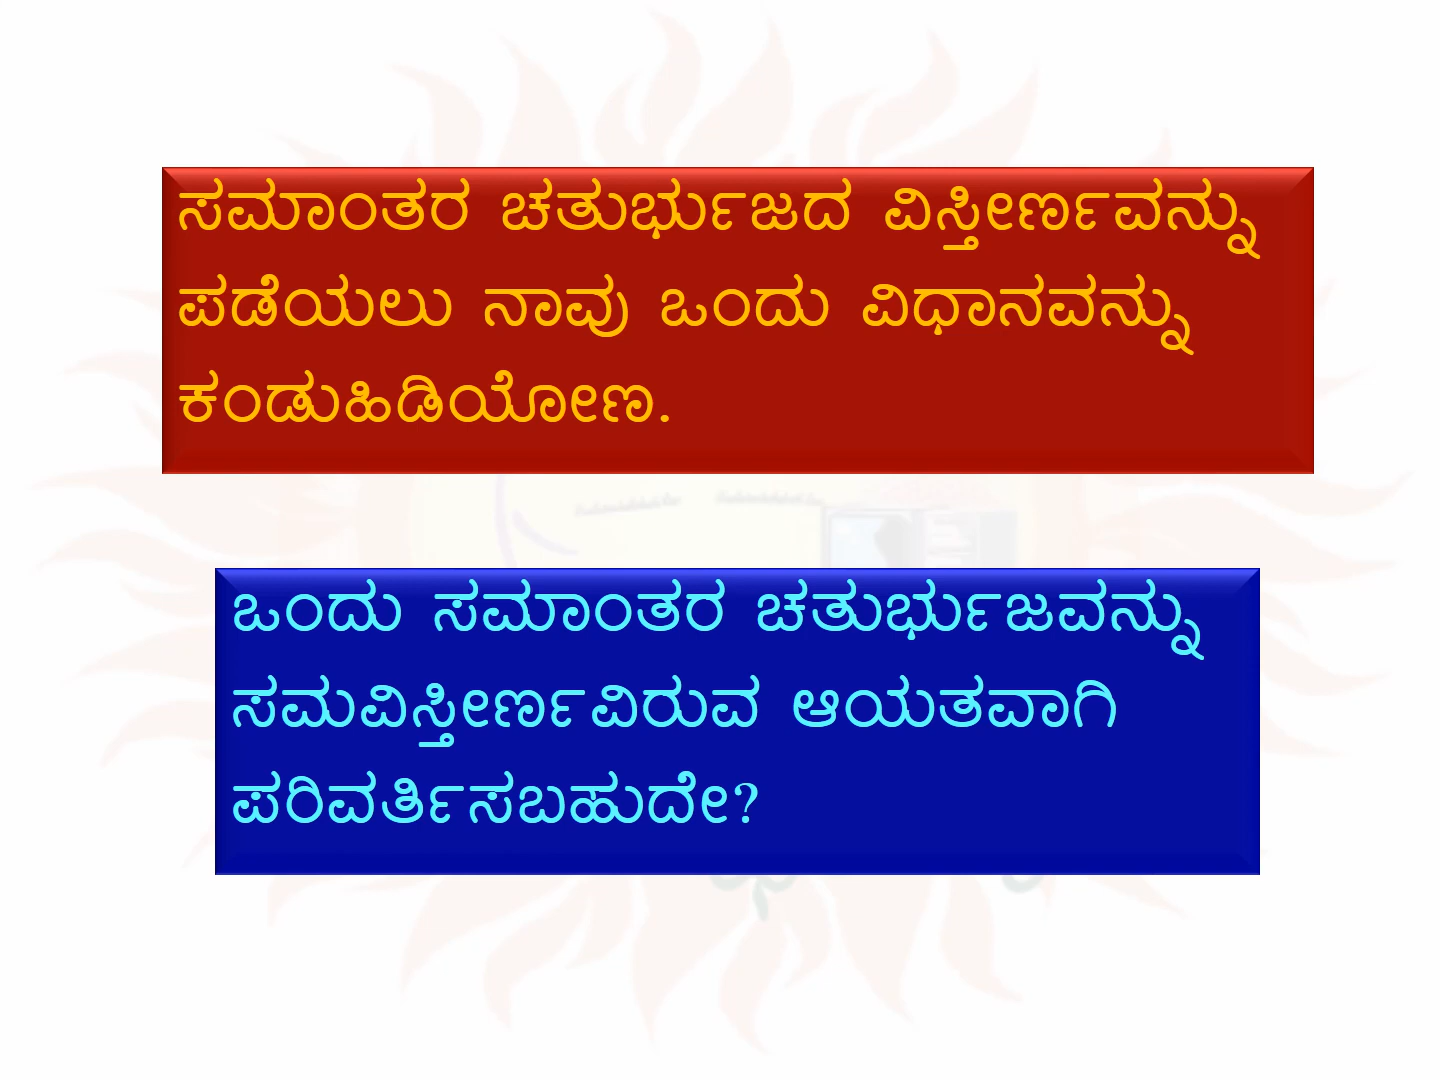 ಸಮಾಂತರ ಚತುರ್ಭುಜದ ವಿಸ್ತೀರ್ಣವನ್ನು
ಪಡೆಯಲು ನಾವು ಒಂದು ವಿಧಾನವನ್ನು
ಕಂಡುಹಿಡಿಯೋಣ.
ಒಂದು ಸಮಾಂತರ ಚತುರ್ಭುಜವನ್ನು
ಸಮವಿಸ್ತೀರ್ಣವಿರುವ ಆಯತವಾಗಿ
ಪರಿವರ್ತಿಸಬಹುದೇ?